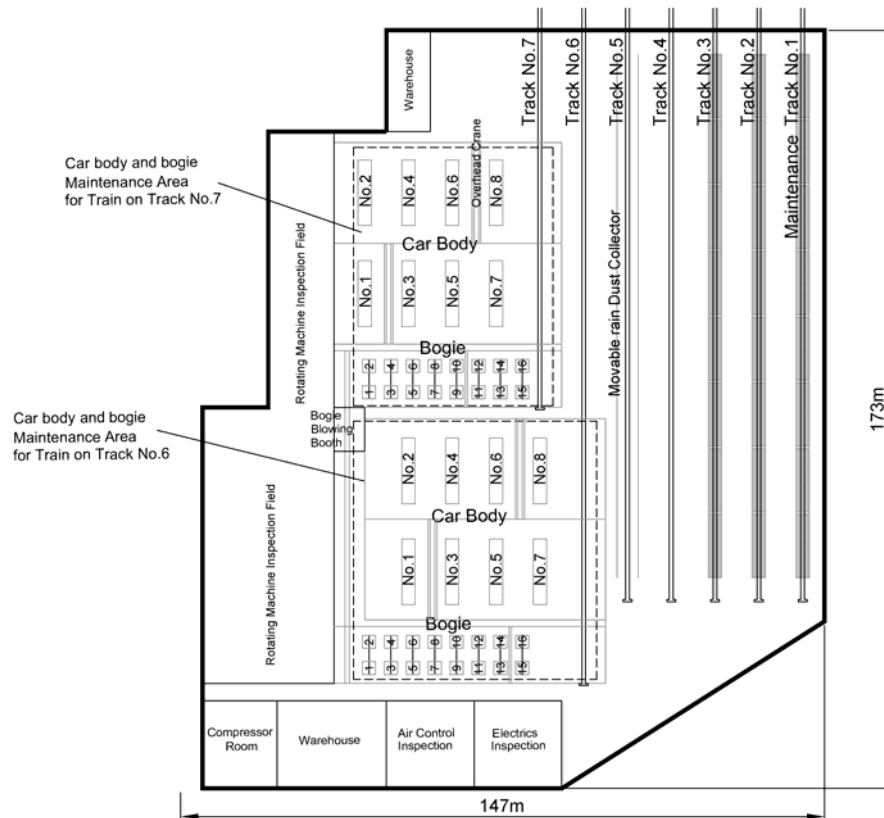 Track No.7
Track No.6
Track No.5
Track No.4
Track No.3
Track No.2
Maintenance Track No.1
Warehouse
Overhead Crane
Car body and bogie
Maintenance Area
for Train on Track No.7
No.2
No.4
No.6
No.8
Car Body
No.1
No.3
No.5
No.7
Rotating Machine Inspection Field
Movable rain Dust Collector
Bogie
2
4
6
8
10
12
14
16
1
3
5
7
9
11
13
15
Car body and bogie
Maintenance Area
for Train on Track No.6
Bogie
Blowing
Booth
173m
No.2
No.4
No.6
No.8
Car Body
No.1
No.3
No.5
No.7
Rotating Machine Inspection Field
Bogie
2
4
6
8
10
12
14
16
1
3
5
7
9
11
13
15
Compressor
Room
Warehouse
Air Control
Inspection
Electrics
Inspection
147m